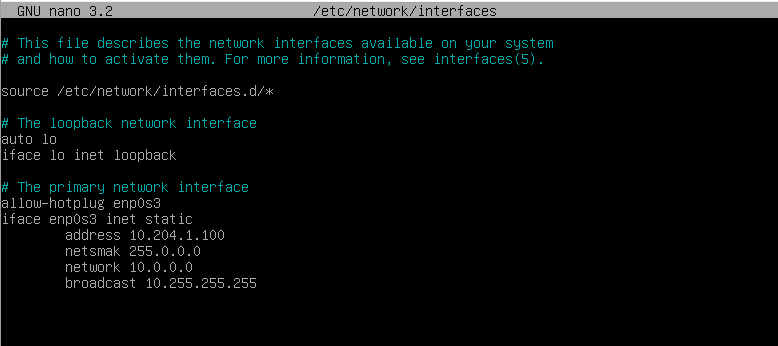 GNU nano 3.2 /etc/network/interfaces
# This file describes the network interfaces available on your system
# and how to activate them. For more information, see interfaces(5).
source /etc/network/interfaces.d/*
# The loopback network interface
auto lo
iface lo inet loopback
# The primary network interface
allow-hotplug enp0s3
iface enp0s3 inet static
address 10.204.1.100
netsmak 255.0.0.0
network 10.0.0.0
broadcast 10.255.255.255